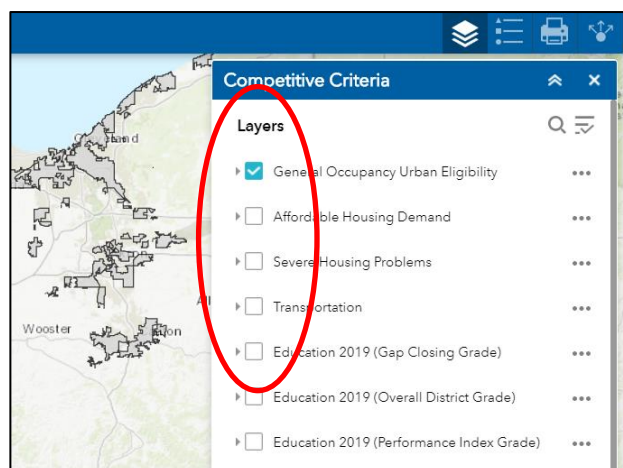 Competitive Criteria
Layers
General Occupancy Urban Eligibility
Affordable Housing Demand
Severe Housing Problems
Transportation
Education 2019 (Gap Closing Grade)
Education 2019 (Overall District Grade)
Education 2019 (Performance Index Grade)
Cleveland
Wooster